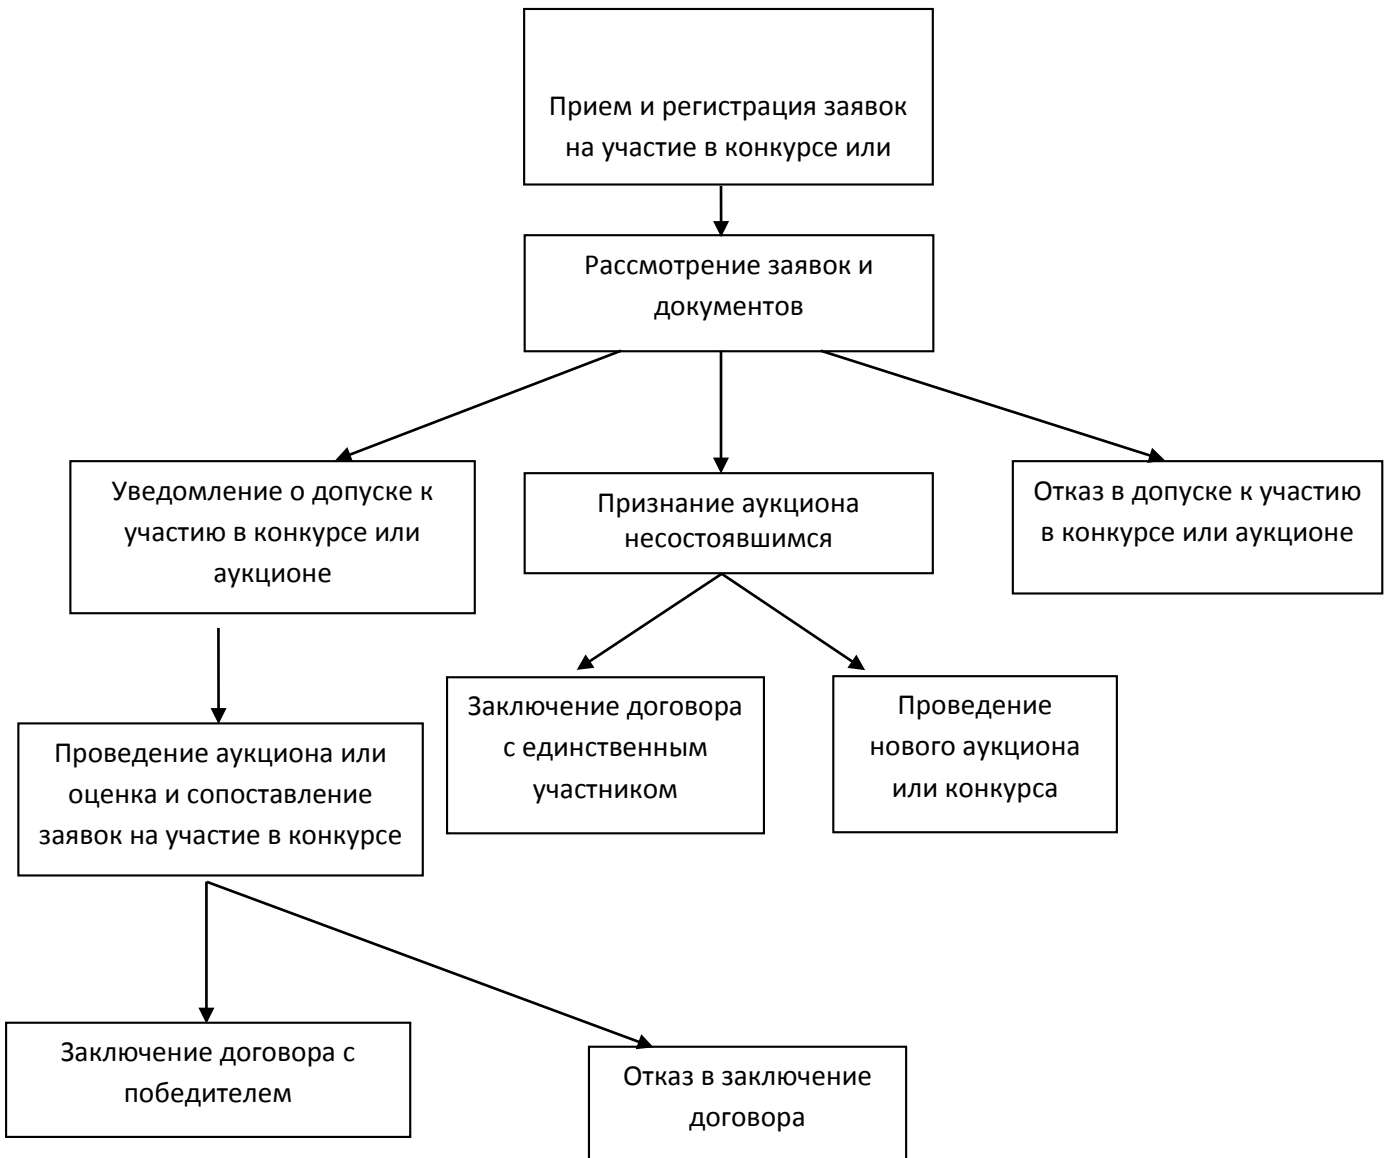 Прием и регистрация заявок
на участие в конкурсе или
Рассмотрение заявок и
документов
Уведомление о допуске к
участию в конкурсе или
аукционе
Признание аукциона
несостоявшимся
Отказ в допуске к участию
в конкурсе или аукционе
Заключение договора
с единственным
участником
Проведение
нового аукциона
или конкурса
Проведение аукциона или
оценка и сопоставление
заявок на участие в конкурсе
Заключение договора с
победителем
Отказ в заключение
договора